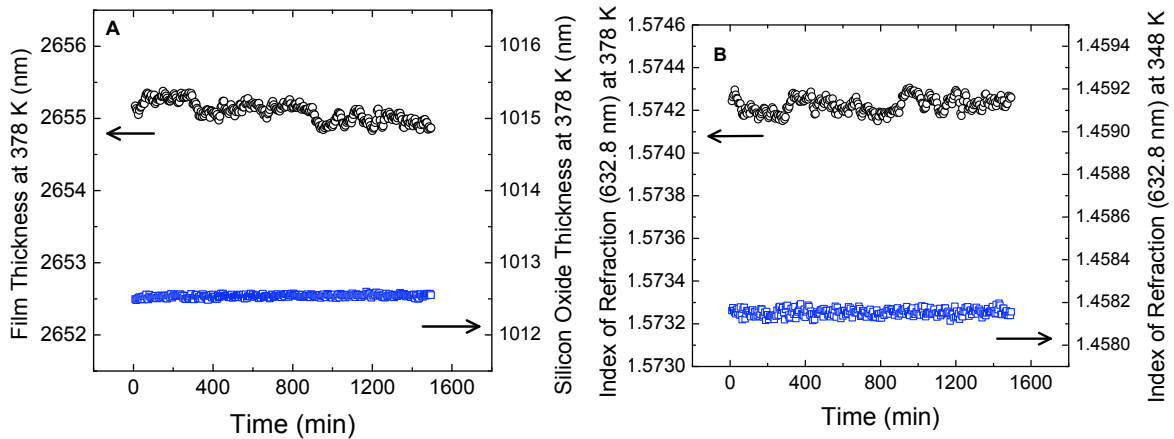 A
Film Thickness at 378 K (nm)
2656
2655
2654
2653
2652
1016
1015
1014
1013
1012
Silicon Oxide Thickness at 378 K (nm)
0 400 800 1200 1600
Time (min)
B
Index of Refraction (632.8 nm) at 378 K
1.5746
1.5744
1.5742
1.5740
1.5738
1.5736
1.5734
1.5732
1.5730
1.4594
1.4592
1.4590
1.4588
1.4586
1.4584
1.4582
1.4580
Index of Refraction (632.8 nm) at 348 K
0 400 800 1200 1600
Time (min)